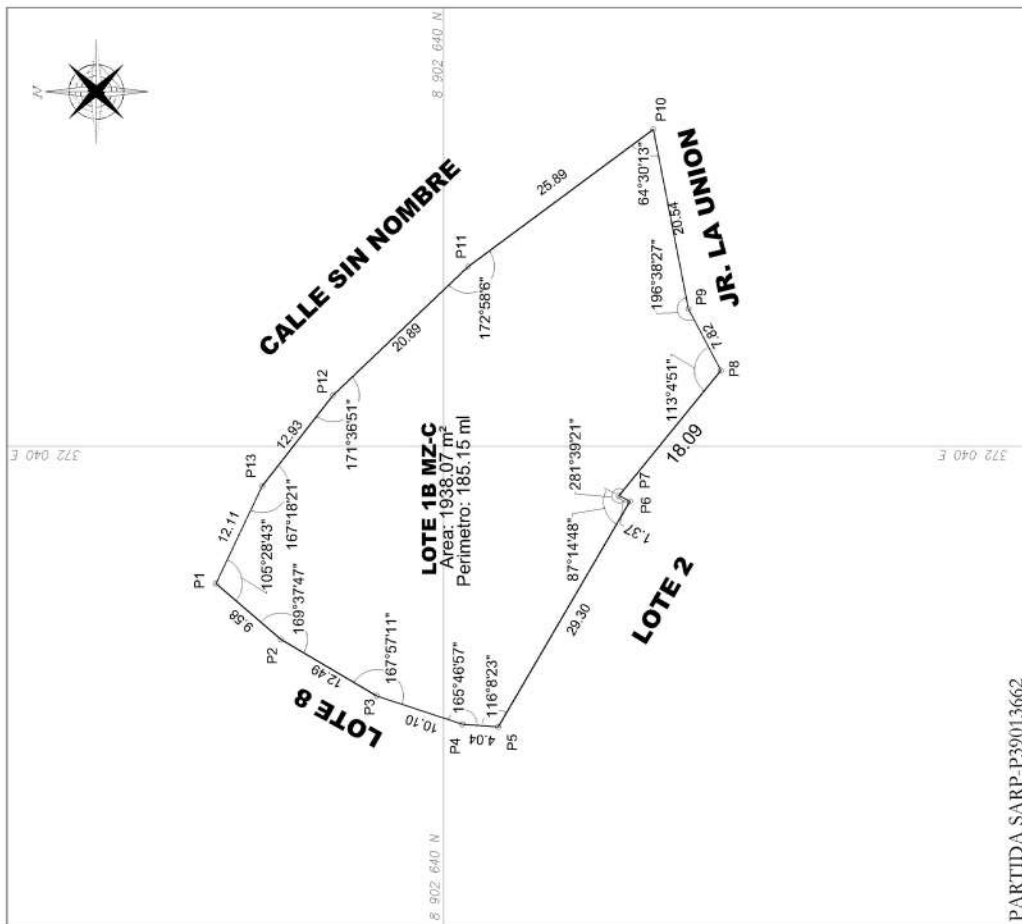 N
8 902 640 N
372 040 E
372 040 E
8 902 640 N
CALLE SIN NOMBRE
JR. LA UNION
LOTE 2
LOTE 8
LOTE 1B MZ-C
Area: 1938.07 m²
Perimetro: 185.15 ml
P1
105°28'43"
9.58
P2
169°37'47"
12.49
P3
167°57'11"
10.10
P4
165°46'57"
4.04
P5
116°8'23"
29.30
P6
87°14'48"
1.37
P7
281°39'21"
18.09
P8
113°4'51"
7.82
P9
196°38'27"
20.54
P10
64°30'13"
25.89
P11
172°58'6"
20.89
P12
171°36'51"
12.93
P13
167°18'21"
12.11
PARTIDA SARP-P39013662